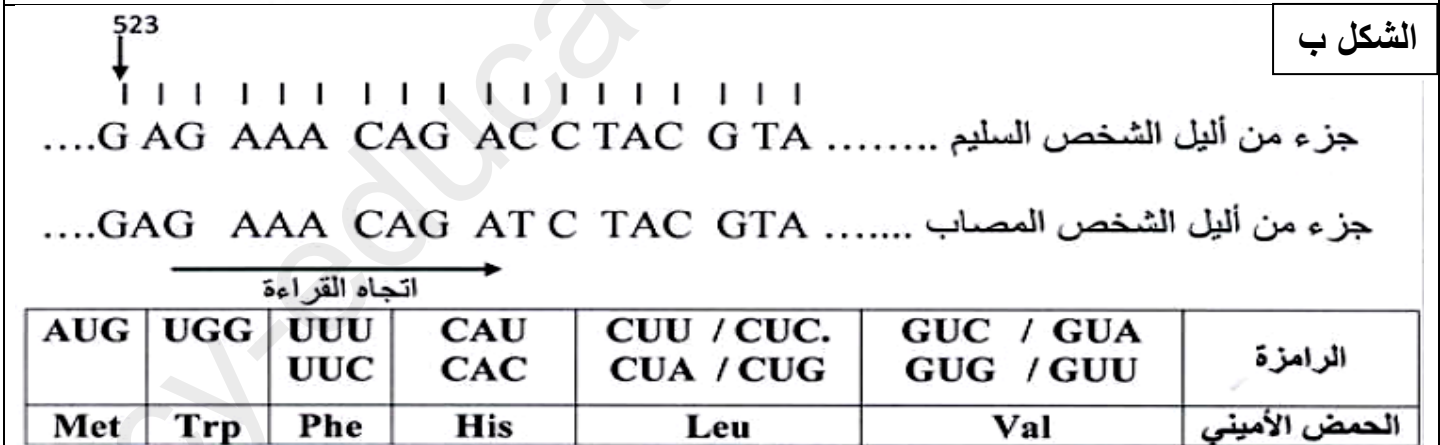 الشكل ب
523
....G AG AAA CAG AC C TAC G TA ........ جزء من أليل الشخص السليم
....GAG AAA CAG AT C TAC GTA ....... جزء من أليل الشخص المصاب
اتجاه القراءة
AUG UGG UUU CAU CUU / CUC. GUC / GUA الرامزة
UUC CAC CUA / CUG GUG / GUU
Met Trp Phe His Leu Val الحمض الأميني
cy-educa